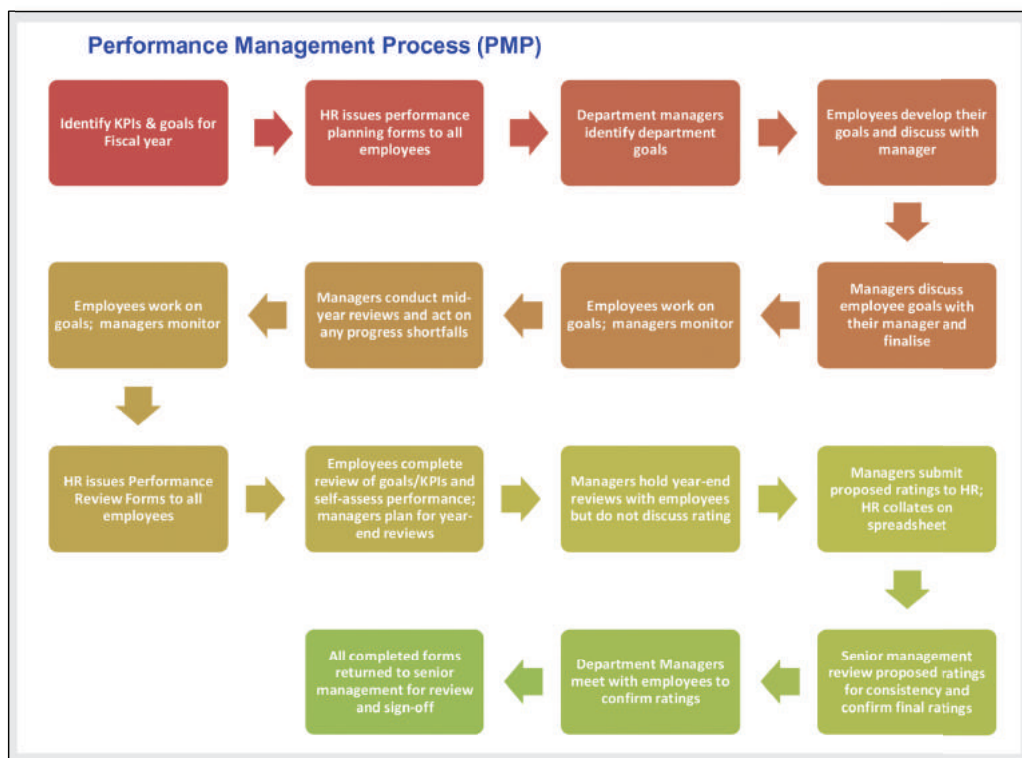 Performance Management Process (PMP)
Identify KPIs & goals for
Fiscal year
HR issues performance
planning forms to all
employees
Department managers
identify department
goals
Employees develop their
goals and discuss with
manager
Managers discuss
employee goals with
their manager and
finalise
Employees work on
goals; managers monitor
Managers conduct mid-
year reviews and act on
any progress shortfalls
Employees work on
goals; managers monitor
HR issues Performance
Review Forms to all
employees
Employees complete
review of goals/KPIs and
self-assess performance;
managers plan for year-
end reviews
Managers hold year-end
reviews with employees
but do not discuss rating
Managers submit
proposed ratings to HR;
HR collates on
spreadsheet
Senior management
review proposed ratings
for consistency and
confirm final ratings
Department Managers
meet with employees to
confirm ratings
All completed forms
returned to senior
management for review
and sign-off